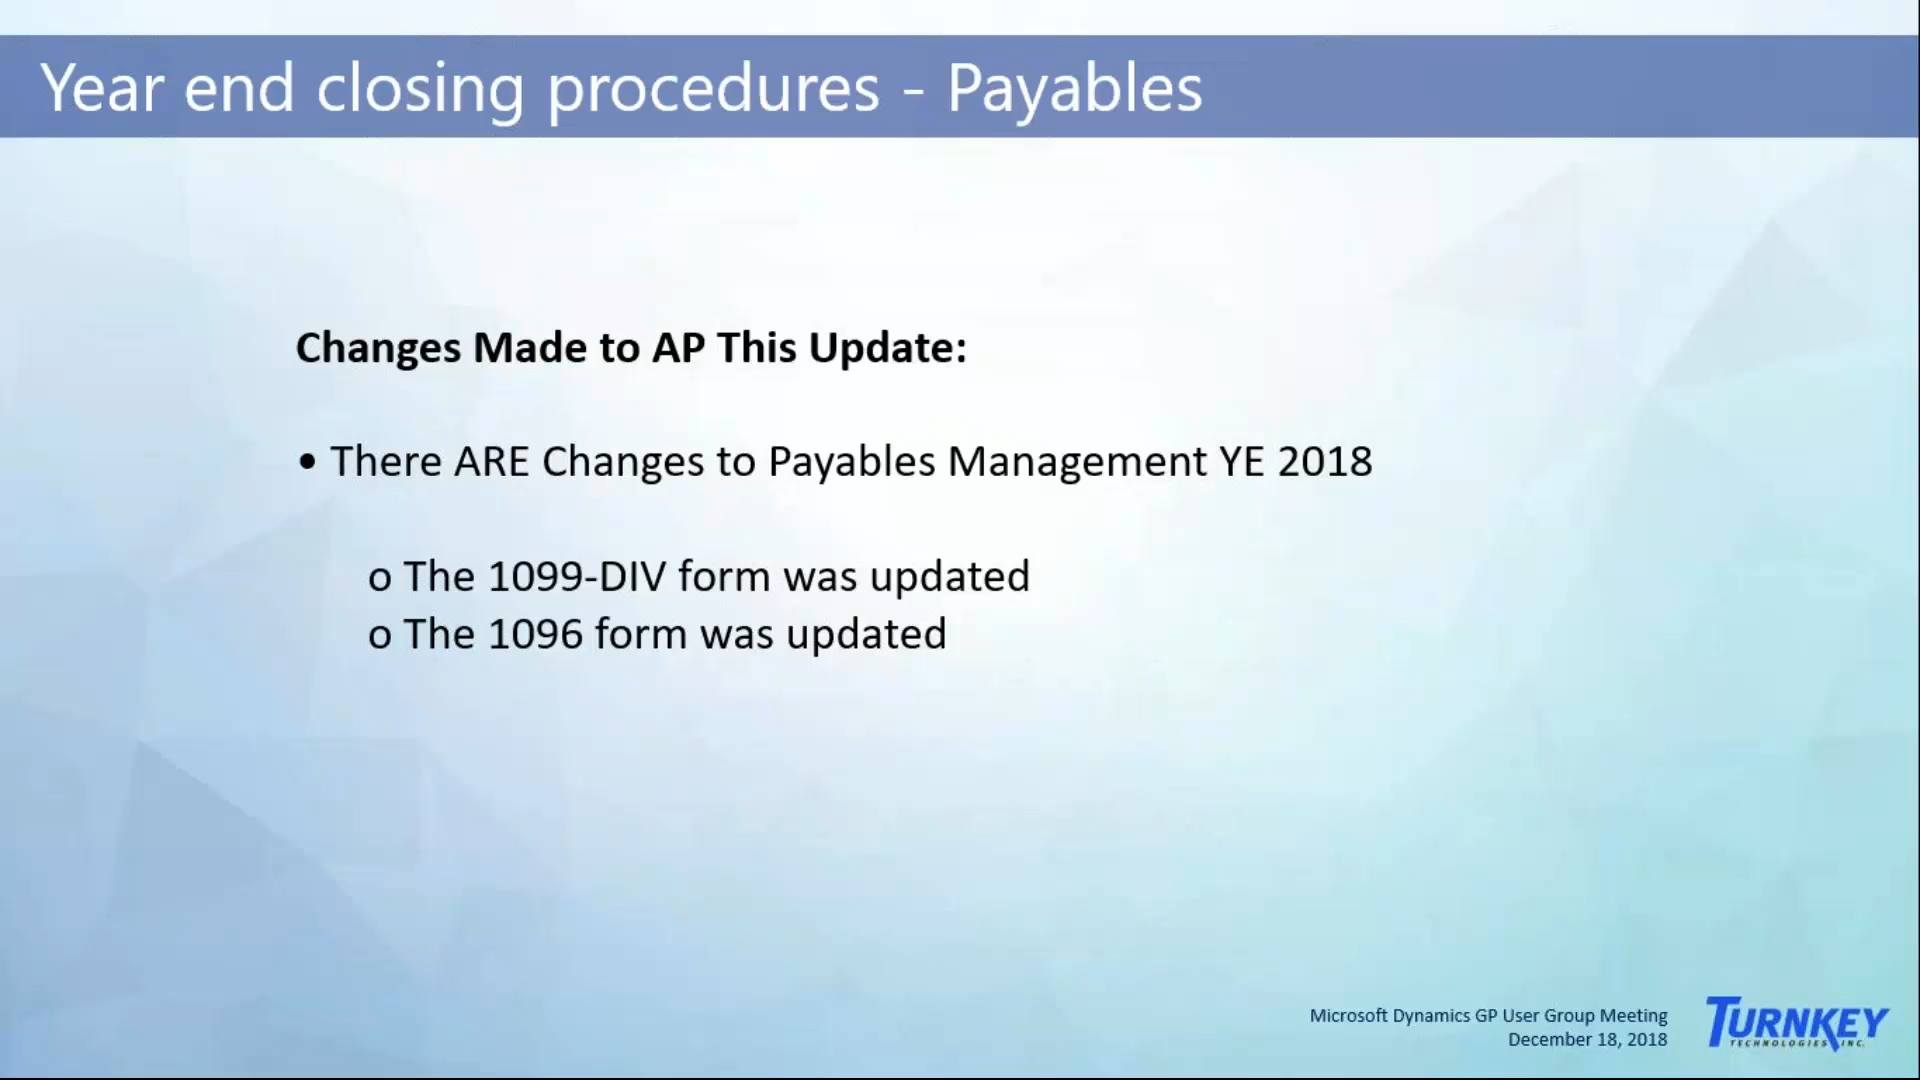 Year end closing procedures - Payables
Changes Made to AP This Update:
• There ARE Changes to Payables Management YE 2018
o The 1099-DIV form was updated
o The 1096 form was updated
Microsoft Dynamics GP User Group Meeting
December 18, 2018
TURNKEY
TECHNOLOGIES INC.